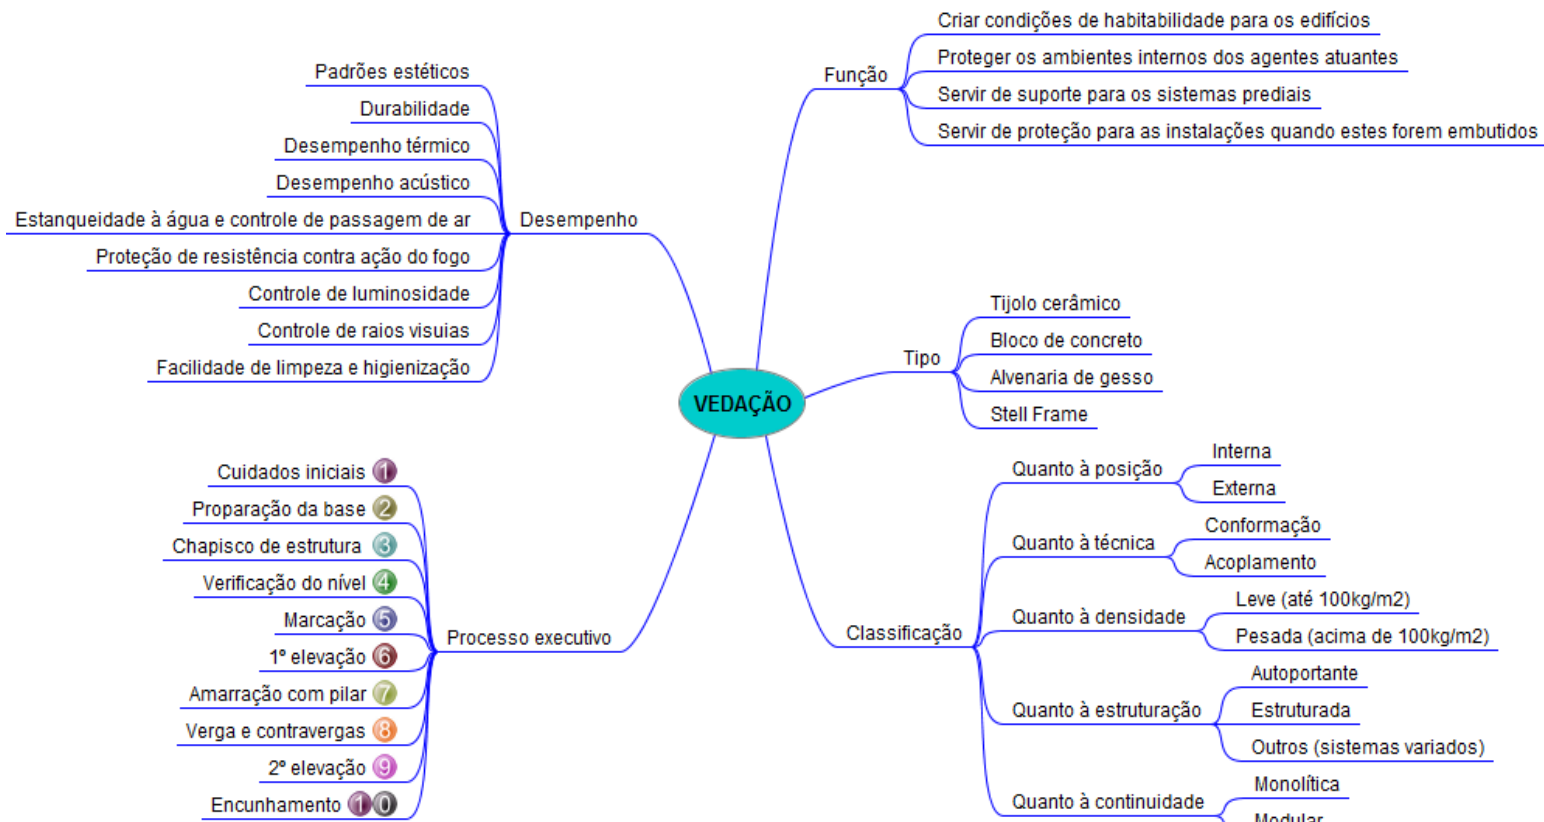 VEDAÇÃO
Função
Criar condições de habitabilidade para os edifícios
Proteger os ambientes internos dos agentes atuantes
Servir de suporte para os sistemas prediais
Servir de proteção para as instalações quando estes forem embutidos
Tipo
Tijolo cerâmico
Bloco de concreto
Alvenaria de gesso
Stell Frame
Classificação
Quanto à posição
Interna
Externa
Quanto à técnica
Conformação
Acoplamento
Quanto à densidade
Leve (até 100kg/m2)
Pesada (acima de 100kg/m2)
Quanto à estruturação
Autoportante
Estruturada
Outros (sistemas variados)
Quanto à continuidade
Monolítica
Modular
Desempenho
Padrões estéticos
Durabilidade
Desempenho térmico
Desempenho acústico
Estanqueidade à água e controle de passagem de ar
Proteção de resistência contra ação do fogo
Controle de luminosidade
Controle de raios visuias
Facilidade de limpeza e higienização
Processo executivo
Cuidados iniciais 1
Proparação da base 2
Chapisco de estrutura 3
Verificação do nível 4
Marcação 5
1º elevação 6
Amarração com pilar 7
Verga e contravergas 8
2º elevação 9
Encunhamento 10